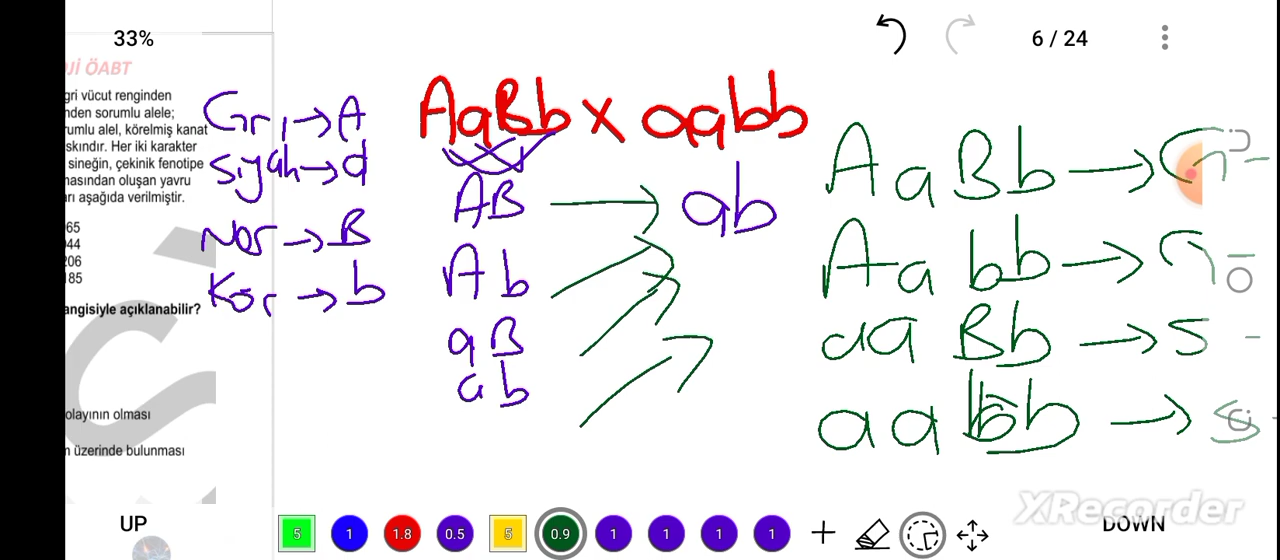 33%
6 / 24
Jİ ÖABT
gri vücut renginden
nden sorumlu alele;
rumlu alel, körelmiş kanat
skındır. Her iki karakter
sineğin, çekinik fenotipe
nasından oluşan yavru
rı aşağıda verilmiştir.
65
044
206
185
angisiyle açıklanabilir?
olayının olması
n üzerinde bulunması
Gri → A
Siyah → a
Nor → B
Kör → b
AaBb x aabb
AB → ab
Ab
aB
ab
AaBb → G -
Aabb → G -
aaBb → S -
aabb → S -
UP
5 1 1.8 0.5 5 0.9 1 1 1 1 +
XRecorder
DOWN